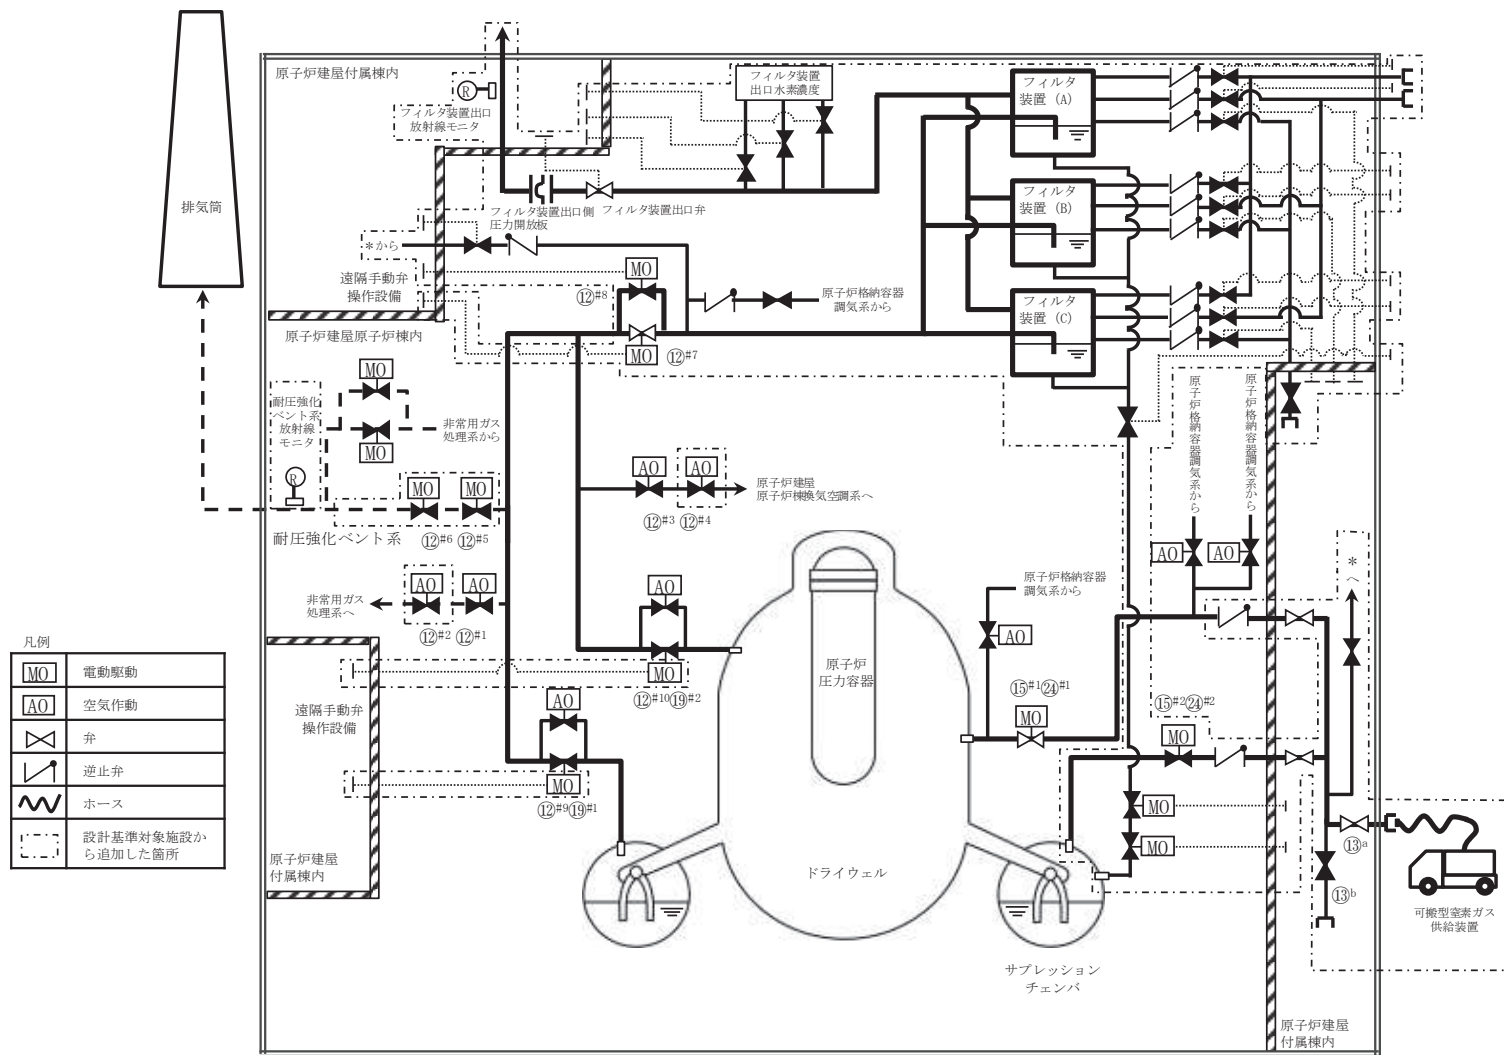 原子炉建屋付属棟内
R
フィルタ装置出口
放射線モニタ
フィルタ装置
出口水素濃度
フィルタ
装置 (A)
フィルタ
装置 (B)
フィルタ
装置 (C)
排気筒
フィルタ装置出口側
圧力開放板
フィルタ装置出口弁
*から
遠隔手動弁
操作設備
MO
⑫#8
MO
⑫#7
原子炉格納容器
調気系から
原子炉建屋原子炉棟内
MO
MO
耐圧強化
ベント系
放射線
モニタ
R
非常用ガス
処理系から
MO
MO
⑫#6
⑫#5
耐圧強化ベント系
AO
AO
⑫#3
⑫#4
原子炉建屋
原子炉棟換気空調系へ
原子炉格納容器調気系から
原子炉格納容器調気系から
AO
AO
*へ
非常用ガス
処理系へ
AO
AO
⑫#2
⑫#1
AO
MO
⑫#10⑲#2
原子炉
圧力容器
原子炉格納容器
調気系から
AO
⑮#1㉔#1
MO
⑮#2㉔#2
MO
遠隔手動弁
操作設備
AO
MO
⑫#9⑲#1
MO
MO
凡例
MO
電動駆動
AO
空気作動
弁
逆止弁
ホース
設計基準対象施設か
ら追加した箇所
原子炉建屋
付属棟内
ドライウェル
サプレッション
チェンバ
⑬a
⑬b
可搬型窒素ガス
供給装置
原子炉建屋
付属棟内